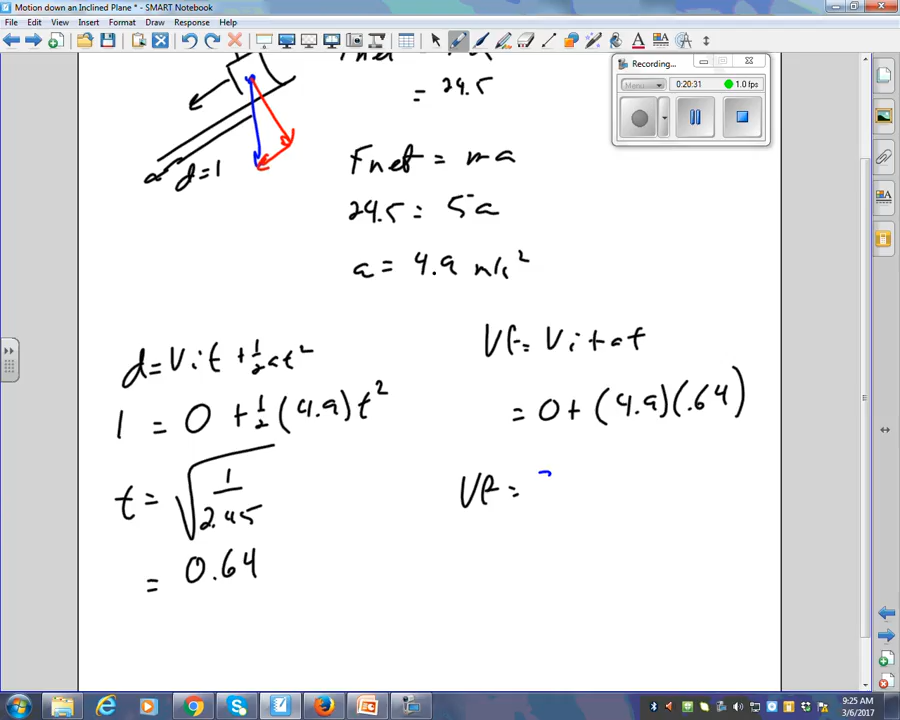 Motion down an Inclined Plane * - SMART Notebook
File Edit View Insert Format Draw Response Help
Recording...
Menu
0:20:31
1.0 fps
= 24.5
d=1
Fnet = ma
24.5 = 5a
a = 4.9 m/s²
d = Vit + 1/2 at²
Vf = Vi + at
1 = 0 + 1/2 (4.9) t²
= 0 + (4.9)(.64)
t = √1/2.45
Vf =
= 0.64
9:25 AM
3/6/2017